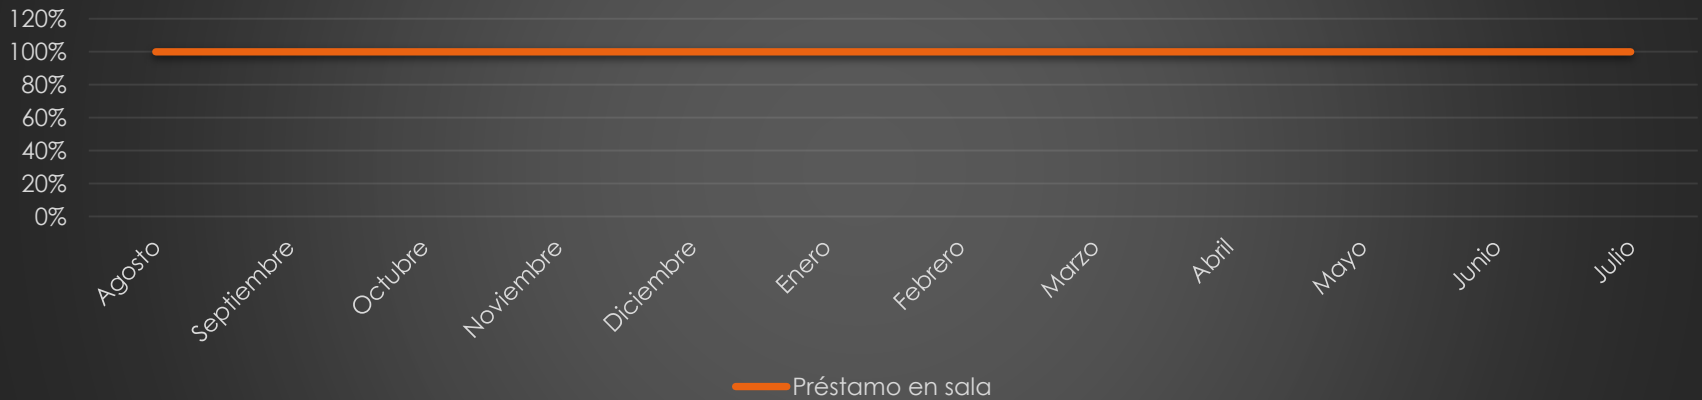 120%
100%
80%
60%
40%
20%
0%
Agosto
Septiembre
Octubre
Noviembre
Diciembre
Enero
Febrero
Marzo
Abril
Mayo
Junio
Julio
Préstamo en sala